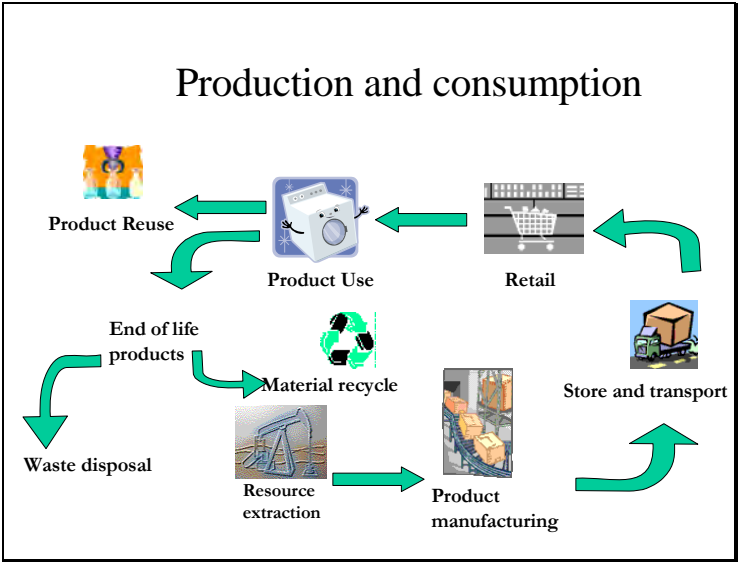 Production and consumption
Product Reuse
Product Use
Retail
End of life
products
Material recycle
Store and transport
Waste disposal
Resource
extraction
Product
manufacturing